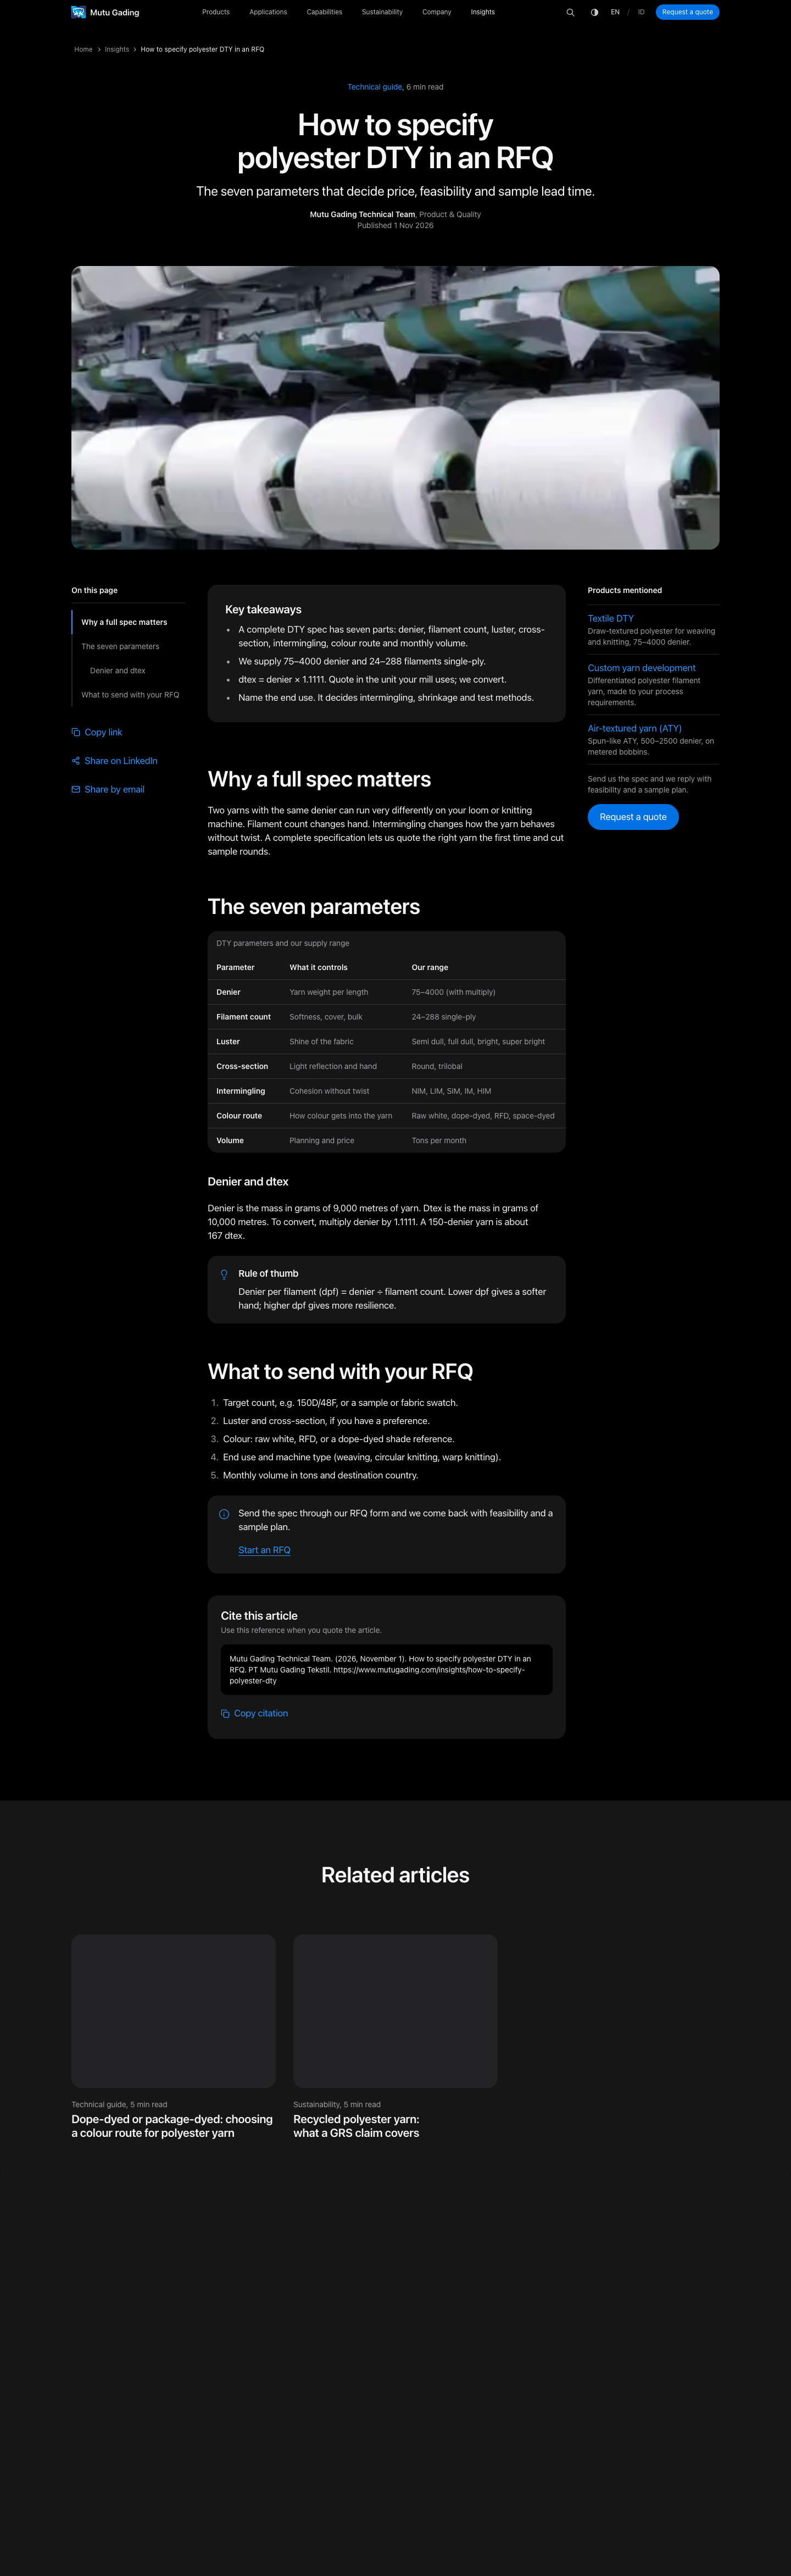 Mutu Gading
Products
Applications
Capabilities
Sustainability
Company
Insights
EN / ID
Request a quote
Home > Insights > How to specify polyester DTY in an RFQ
Technical guide, 6 min read
How to specify
polyester DTY in an RFQ
The seven parameters that decide price, feasibility and sample lead time.
Mutu Gading Technical Team, Product & Quality
Published 1 Nov 2026
On this page
Why a full spec matters
The seven parameters
Denier and dtex
What to send with your RFQ
Copy link
Share on LinkedIn
Share by email
Key takeaways
• A complete DTY spec has seven parts: denier, filament count, luster, cross-
section, intermingling, colour route and monthly volume.
• We supply 75–4000 denier and 24–288 filaments single-ply.
• dtex = denier × 1.1111. Quote in the unit your mill uses; we convert.
• Name the end use. It decides intermingling, shrinkage and test methods.
Why a full spec matters
Two yarns with the same denier can run very differently on your loom or knitting
machine. Filament count changes hand. Intermingling changes how the yarn behaves
without twist. A complete specification lets us quote the right yarn the first time and cut
sample rounds.
The seven parameters
DTY parameters and our supply range
Parameter What it controls Our range
Denier Yarn weight per length 75–4000 (with multiply)
Filament count Softness, cover, bulk 24–288 single-ply
Luster Shine of the fabric Semi dull, full dull, bright, super bright
Cross-section Light reflection and hand Round, trilobal
Intermingling Cohesion without twist NIM, LIM, SIM, IM, HIM
Colour route How colour gets into the yarn Raw white, dope-dyed, RFD, space-dyed
Volume Planning and price Tons per month
Denier and dtex
Denier is the mass in grams of 9,000 metres of yarn. Dtex is the mass in grams of
10,000 metres. To convert, multiply denier by 1.1111. A 150-denier yarn is about
167 dtex.
Rule of thumb
Denier per filament (dpf) = denier ÷ filament count. Lower dpf gives a softer
hand; higher dpf gives more resilience.
What to send with your RFQ
1. Target count, e.g. 150D/48F, or a sample or fabric swatch.
2. Luster and cross-section, if you have a preference.
3. Colour: raw white, RFD, or a dope-dyed shade reference.
4. End use and machine type (weaving, circular knitting, warp knitting).
5. Monthly volume in tons and destination country.
Send the spec through our RFQ form and we come back with feasibility and a
sample plan.
Start an RFQ
Cite this article
Use this reference when you quote the article.
Mutu Gading Technical Team. (2026, November 1). How to specify polyester DTY in an
RFQ. PT Mutu Gading Tekstil. https://www.mutugading.com/insights/how-to-specify-
polyester-dty
Copy citation
Products mentioned
Textile DTY
Draw-textured polyester for weaving
and knitting, 75–4000 denier.
Custom yarn development
Differentiated polyester filament
yarn, made to your process
requirements.
Air-textured yarn (ATY)
Spun-like ATY, 500–2500 denier, on
metered bobbins.
Send us the spec and we reply with
feasibility and a sample plan.
Request a quote
Related articles
Technical guide, 5 min read
Dope-dyed or package-dyed: choosing
a colour route for polyester yarn
Sustainability, 5 min read
Recycled polyester yarn:
what a GRS claim covers